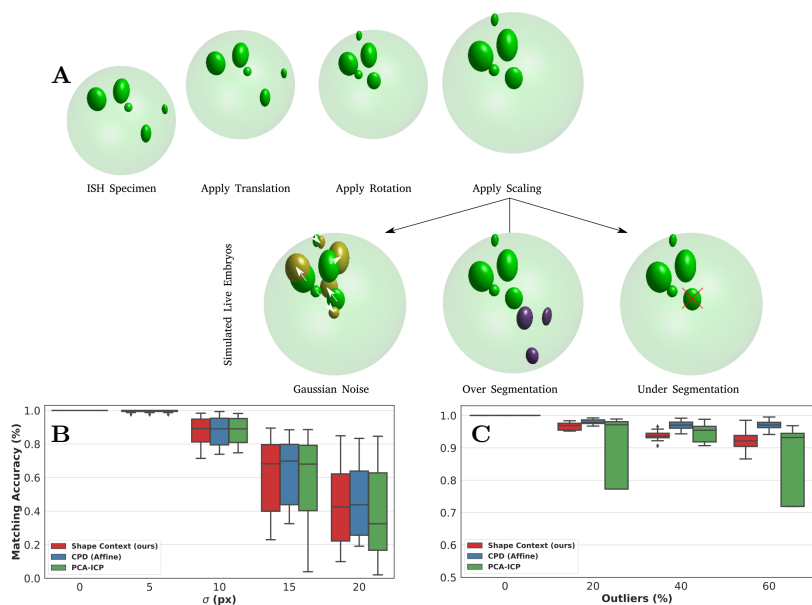 A
ISH Specimen
Apply Translation
Apply Rotation
Apply Scaling
Simulated Live Embryos
Gaussian Noise
Over Segmentation
Under Segmentation
B
Matching Accuracy (%)
1.0
0.8
0.6
0.4
0.2
0.0
Shape Context (ours)
CPD (Affine)
PCA-ICP
0
5
10
15
20
σ (px)
C
1.0
0.9
0.8
0.7
0.6
0.5
Shape Context (ours)
CPD (Affine)
PCA-ICP
0
20
40
60
Outliers (%)